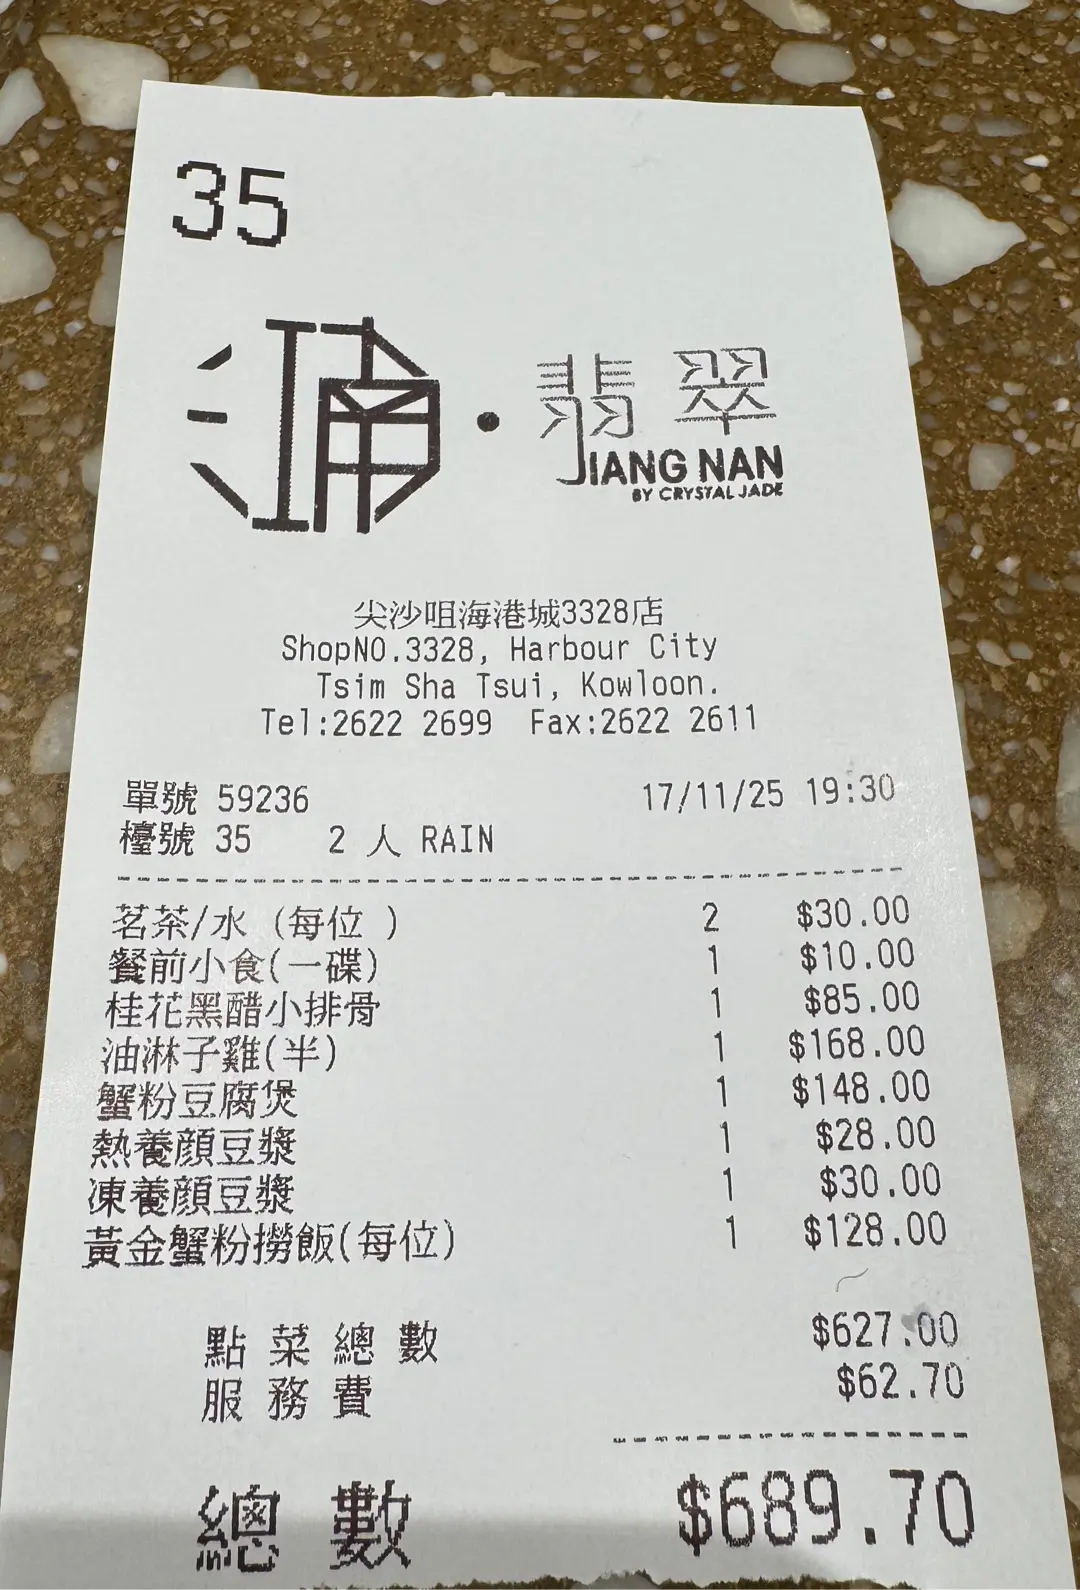 35
江南·翡翠
JIANG NAN
BY CRYSTAL JADE
尖沙咀海港城3328店
ShopNO.3328, Harbour City
Tsim Sha Tsui, Kowloon.
Tel:2622 2699 Fax:2622 2611
單號 59236 17/11/25 19:30
檯號 35 2 人 RAIN
茗茶/水 (每位 ) 2 $30.00
餐前小食(一碟) 1 $10.00
桂花黑醋小排骨 1 $85.00
油淋子雞(半) 1 $168.00
蟹粉豆腐煲 1 $148.00
熱養顏豆漿 1 $28.00
凍養顏豆漿 1 $30.00
黃金蟹粉撈飯(每位) 1 $128.00
點菜總數 $627.00
服務費 $62.70
總數 $689.70